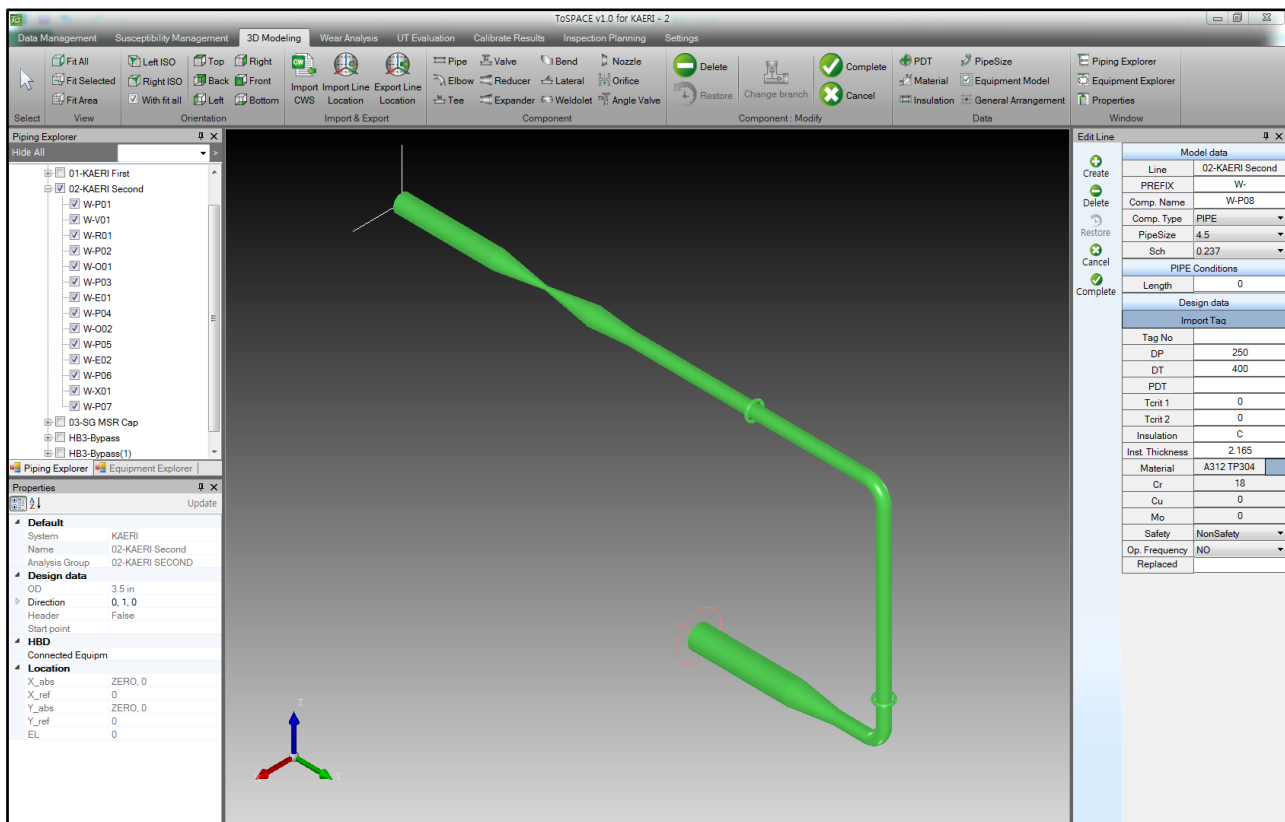 ToSPACE v1.0 for KAERI - 2
Data Management Susceptibility Management 3D Modeling Wear Analysis UT Evaluation Calibrate Results Inspection Planning Settings
Fit All Left ISO Top Right Pipe Valve Bend Nozzle Delete Complete PDT PipeSize Piping Explorer
Fit Selected Right ISO Back Front Import Import Line Export Line Elbow Reducer Lateral Orifice Change branch Material Equipment Model Equipment Explorer
Fit Area With fit all Left Bottom CWS Location Location Tee Expander Weldolet Angle Valve Restore Cancel Insulation General Arrangement Properties
Select View Orientation Import & Export Component Component : Modify Data Window
Piping Explorer
Hide All >
01-KAERI First
02-KAERI Second
W-P01
W-V01
W-R01
W-P02
W-O01
W-P03
W-E01
W-P04
W-O02
W-P05
W-E02
W-P06
W-X01
W-P07
03-SG MSR Cap
HB3-Bypass
HB3-Bypass(1)
Piping Explorer Equipment Explorer
Properties
Update
Default
System KAERI
Name 02-KAERI Second
Analysis Group 02-KAERI SECOND
Design data
OD 3.5 in
Direction 0, 1, 0
Header False
Start point
HBD
Connected Equipm
Location
X_abs ZERO, 0
X_ref 0
Y_abs ZERO, 0
Y_ref 0
EL 0
Z
Y
Edit Line
Create
Delete
Restore
Cancel
Complete
Model data
Line 02-KAERI Second
PREFIX W-
Comp. Name W-P08
Comp. Type PIPE
PipeSize 4.5
Sch 0.237
PIPE Conditions
Length 0
Design data
Import Tag
Tag No
DP 250
DT 400
PDT
Tcrit 1 0
Tcrit 2 0
Insulation C
Inst. Thickness 2.165
Material A312 TP304
Cr 18
Cu 0
Mo 0
Safety NonSafety
Op. Frequency NO
Replaced